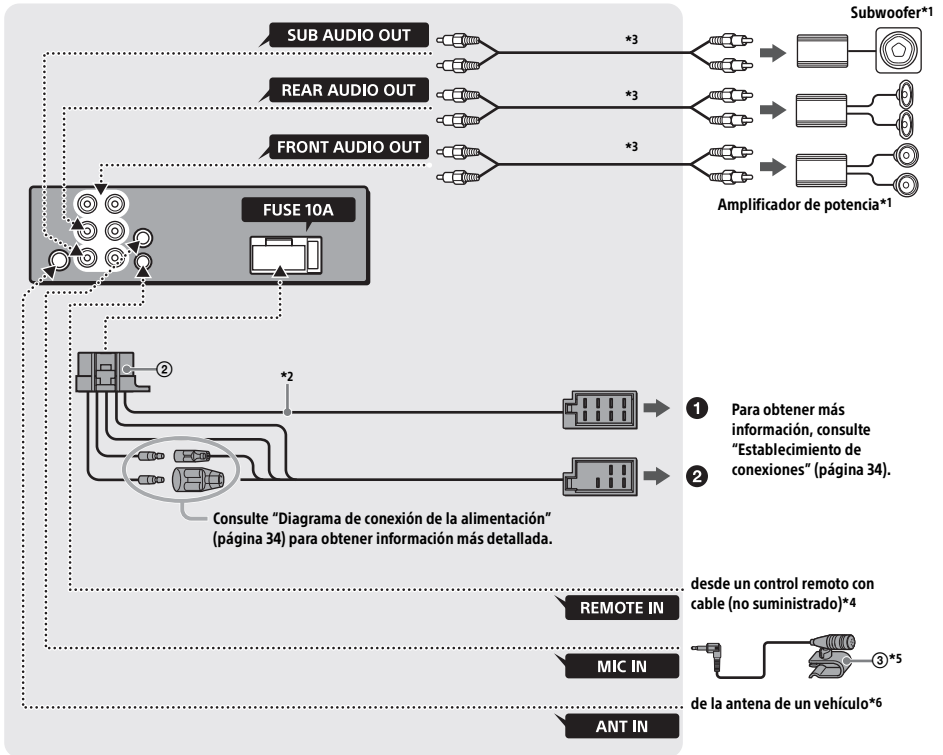 Subwoofer*1
SUB AUDIO OUT
*3
REAR AUDIO OUT
*3
FRONT AUDIO OUT
*3
Amplificador de potencia*1
FUSE 10A
②
*2
❶
Para obtener más
información, consulte
“Establecimiento de
conexiones” (página 34).
❷
Consulte “Diagrama de conexión de la alimentación”
(página 34) para obtener información más detallada.
desde un control remoto con
cable (no suministrado)*4
REMOTE IN
MIC IN
③*5
de la antena de un vehículo*6
ANT IN